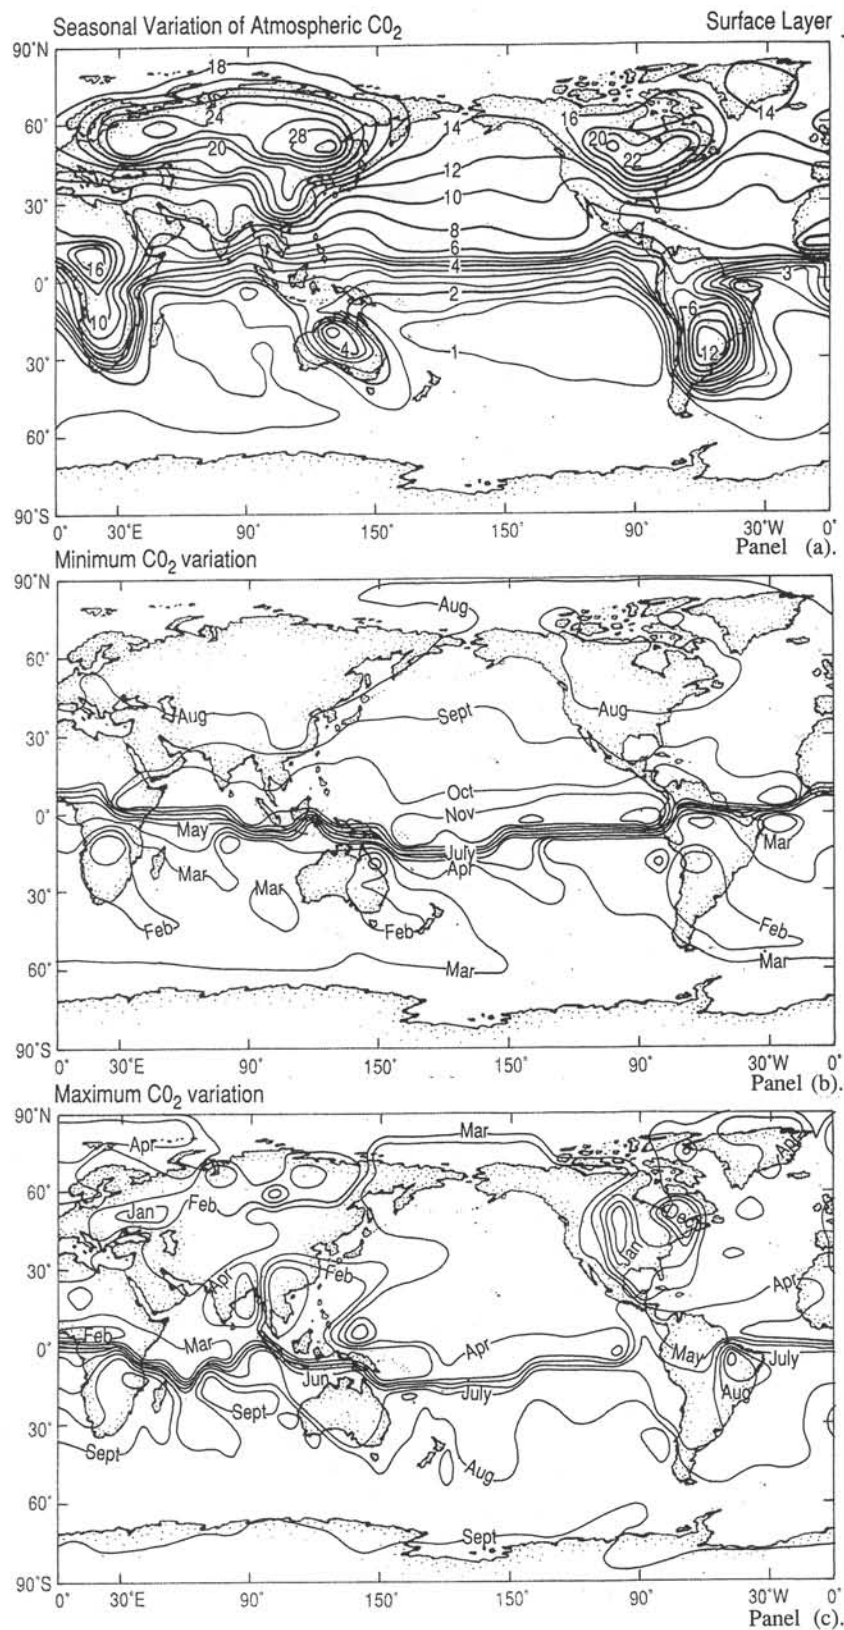 Seasonal Variation of Atmospheric CO2 Surface Layer
90°N
18
24
14
16
14
60°
28
20
20
22
12
10
30°
8
6
16
4
3
0°
2
10
6
4
1
12
30°
60°
90°S
0° 30°E 90° 150° 150° 90° 30°W 0°
Panel (a).
Minimum CO2 variation
90°N
Aug
60°
Aug Sept Aug
30°
Oct
0°
Nov
May
July Mar
Mar Apr
30° Mar
Feb Feb Feb
Mar Mar
60°
90°S
0° 30°E 90° 150° 150° 90° 30°W 0°
Panel (b).
Maximum CO2 variation
90°N
Apr Mar Apr
60° Feb
Jan Dec
Jan
30° Apr Feb
Apr
Feb
Mar Apr
0° May July
Jun
July Aug
Sept
30°
Sept
Aug
60°
Sept
90°S
0° 30°E 90° 150° 150° 90° 30°W 0°
Panel (c).